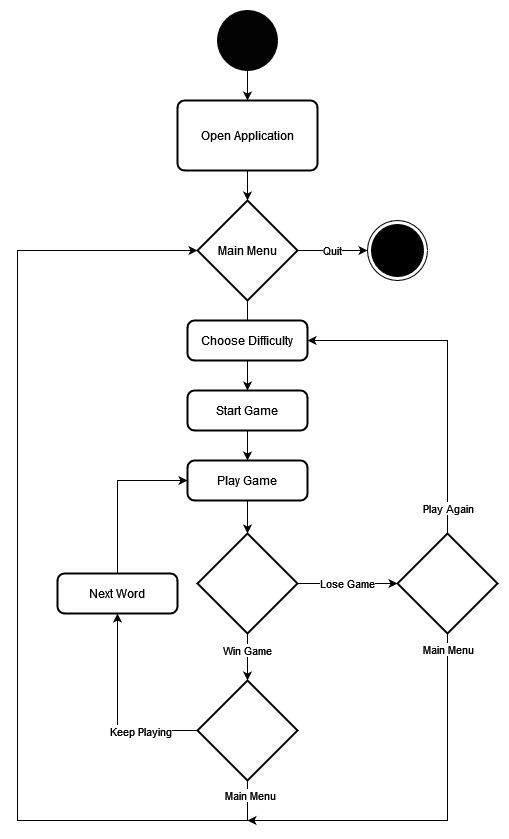 Open Application
Main Menu
Quit
Choose Difficulty
Start Game
Play Game
Play Again
Lose Game
Next Word
Win Game
Main Menu
Keep Playing
Main Menu